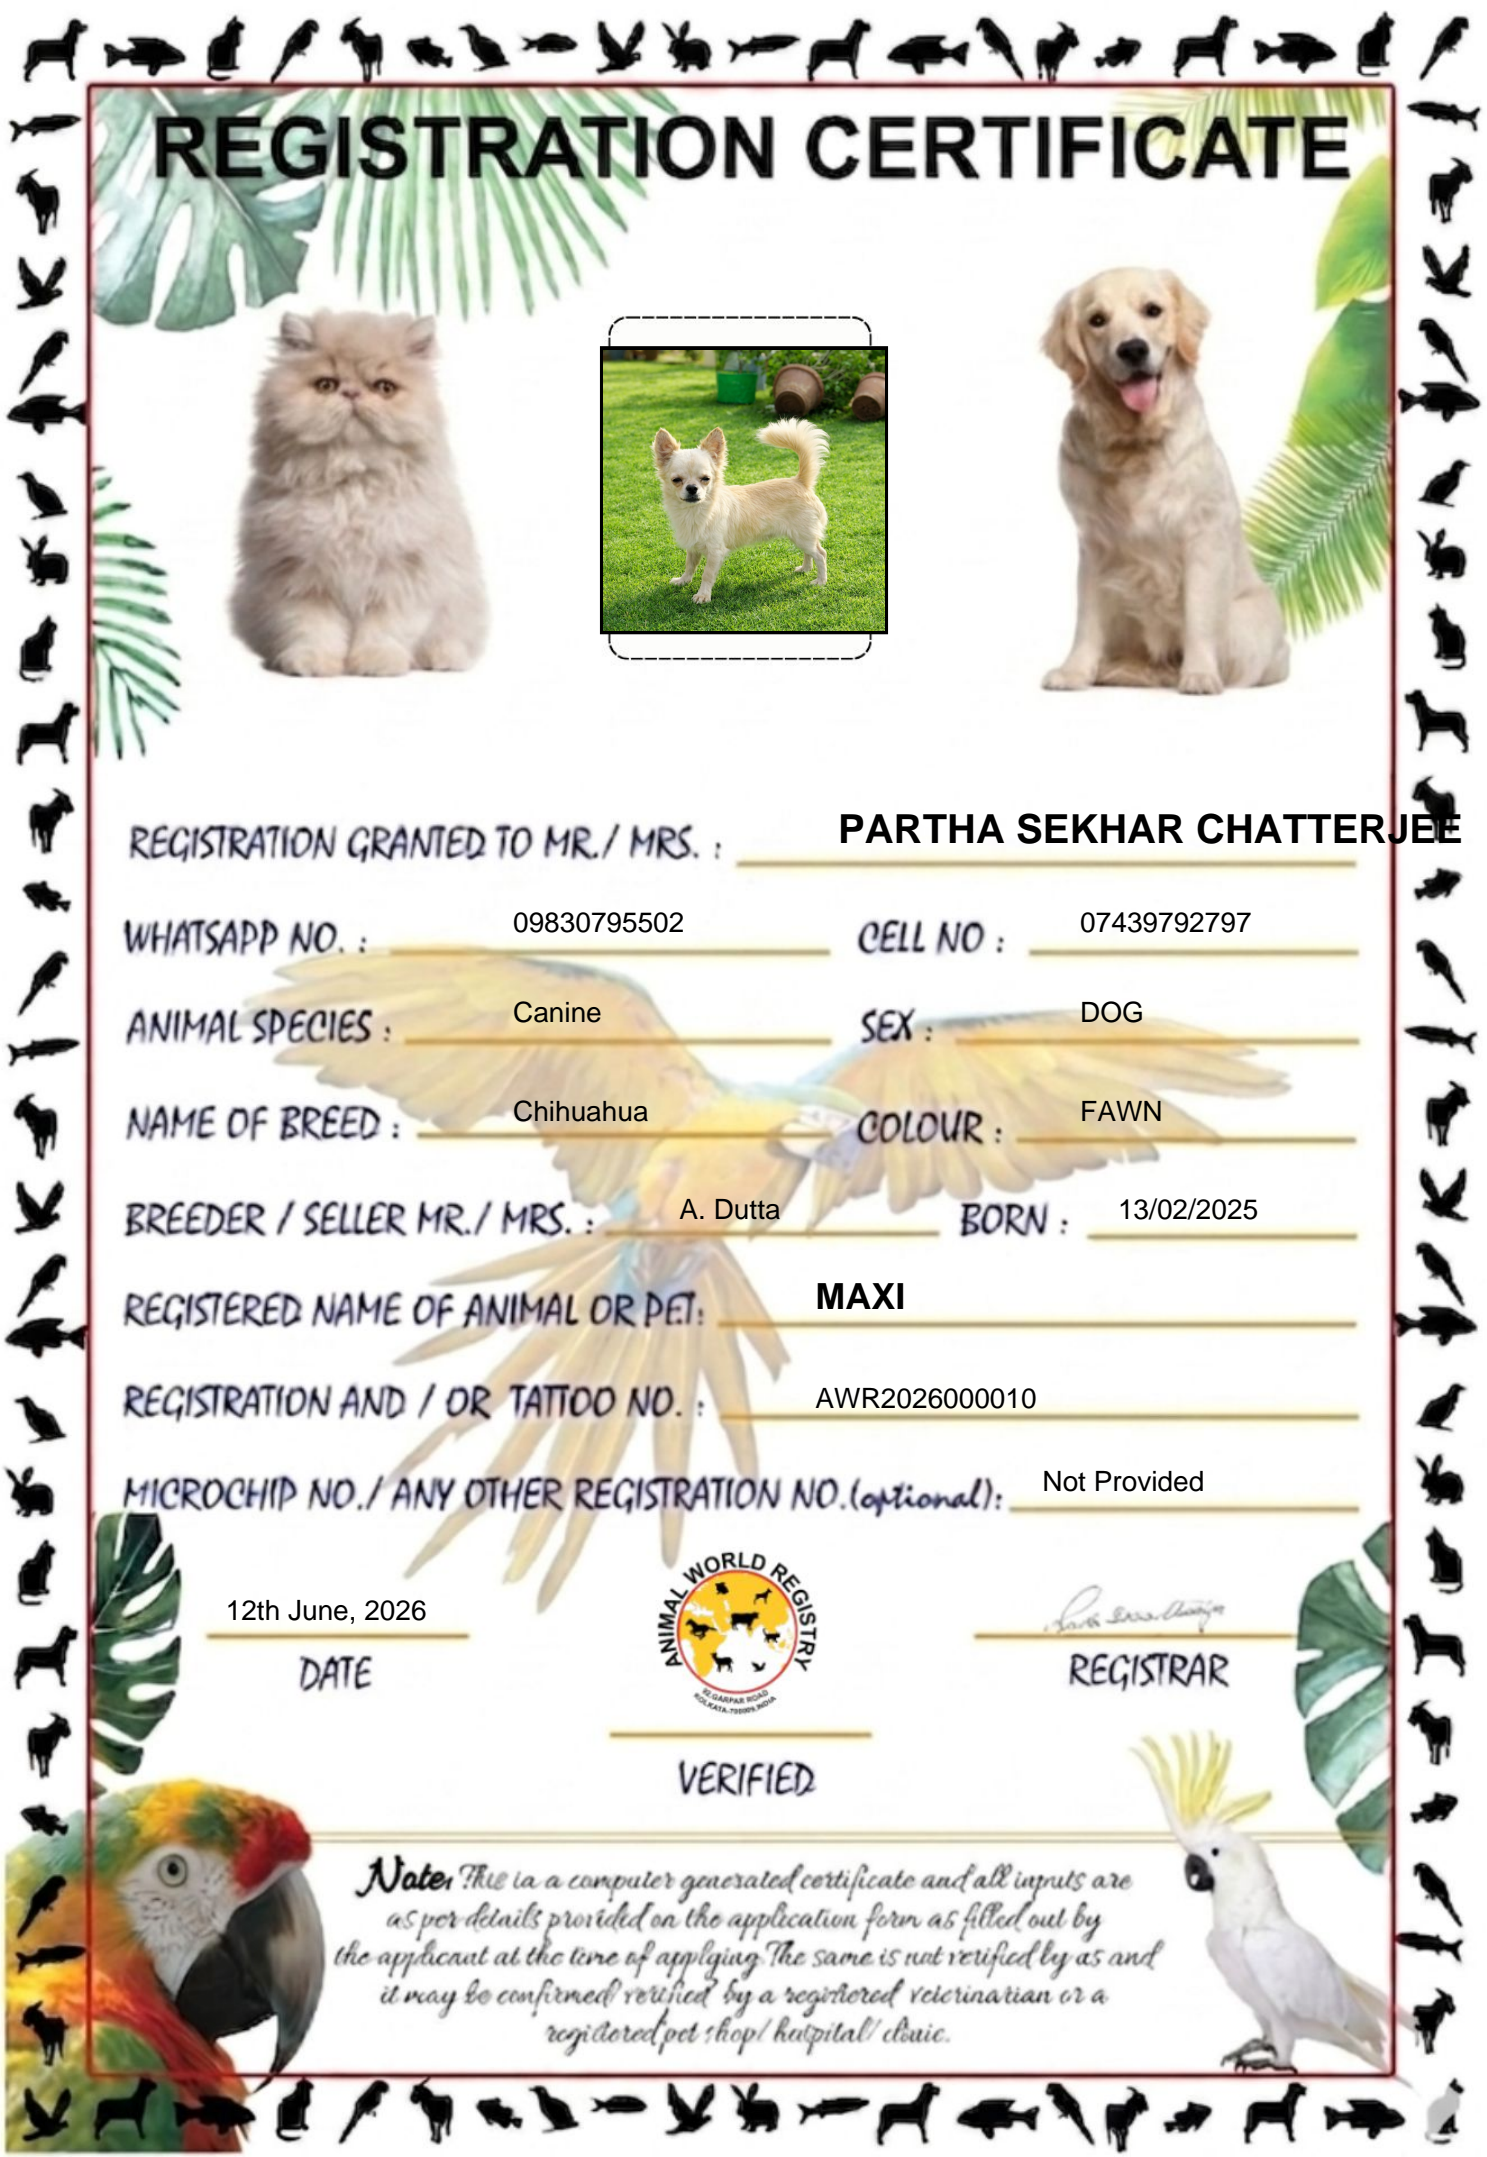 REGISTRATION CERTIFICATE
REGISTRATION GRANTED TO MR./ MRS. : PARTHA SEKHAR CHATTERJEE
WHATSAPP NO. : 09830795502 CELL NO : 07439792797
ANIMAL SPECIES : Canine SEX : DOG
NAME OF BREED : Chihuahua COLOUR : FAWN
BREEDER / SELLER MR./ MRS. : A. Dutta BORN : 13/02/2025
REGISTERED NAME OF ANIMAL OR PET: MAXI
REGISTRATION AND / OR TATTOO NO. : AWR2026000010
MICROCHIP NO./ ANY OTHER REGISTRATION NO.(optional): Not Provided
ANIMAL WORLD REGISTRY
92,GARPAR ROAD
KOLKATA-700009,INDIA
12th June, 2026
DATE
REGISTRAR
VERIFIED
Note: This is a computer generated certificate and all inputs are
as per details provided on the application form as filled out by
the applicant at the time of applying. The same is not verified by us and
it may be confirmed/ verified by a registered veterinarian or a
registered pet shop/ hospital/ clinic.